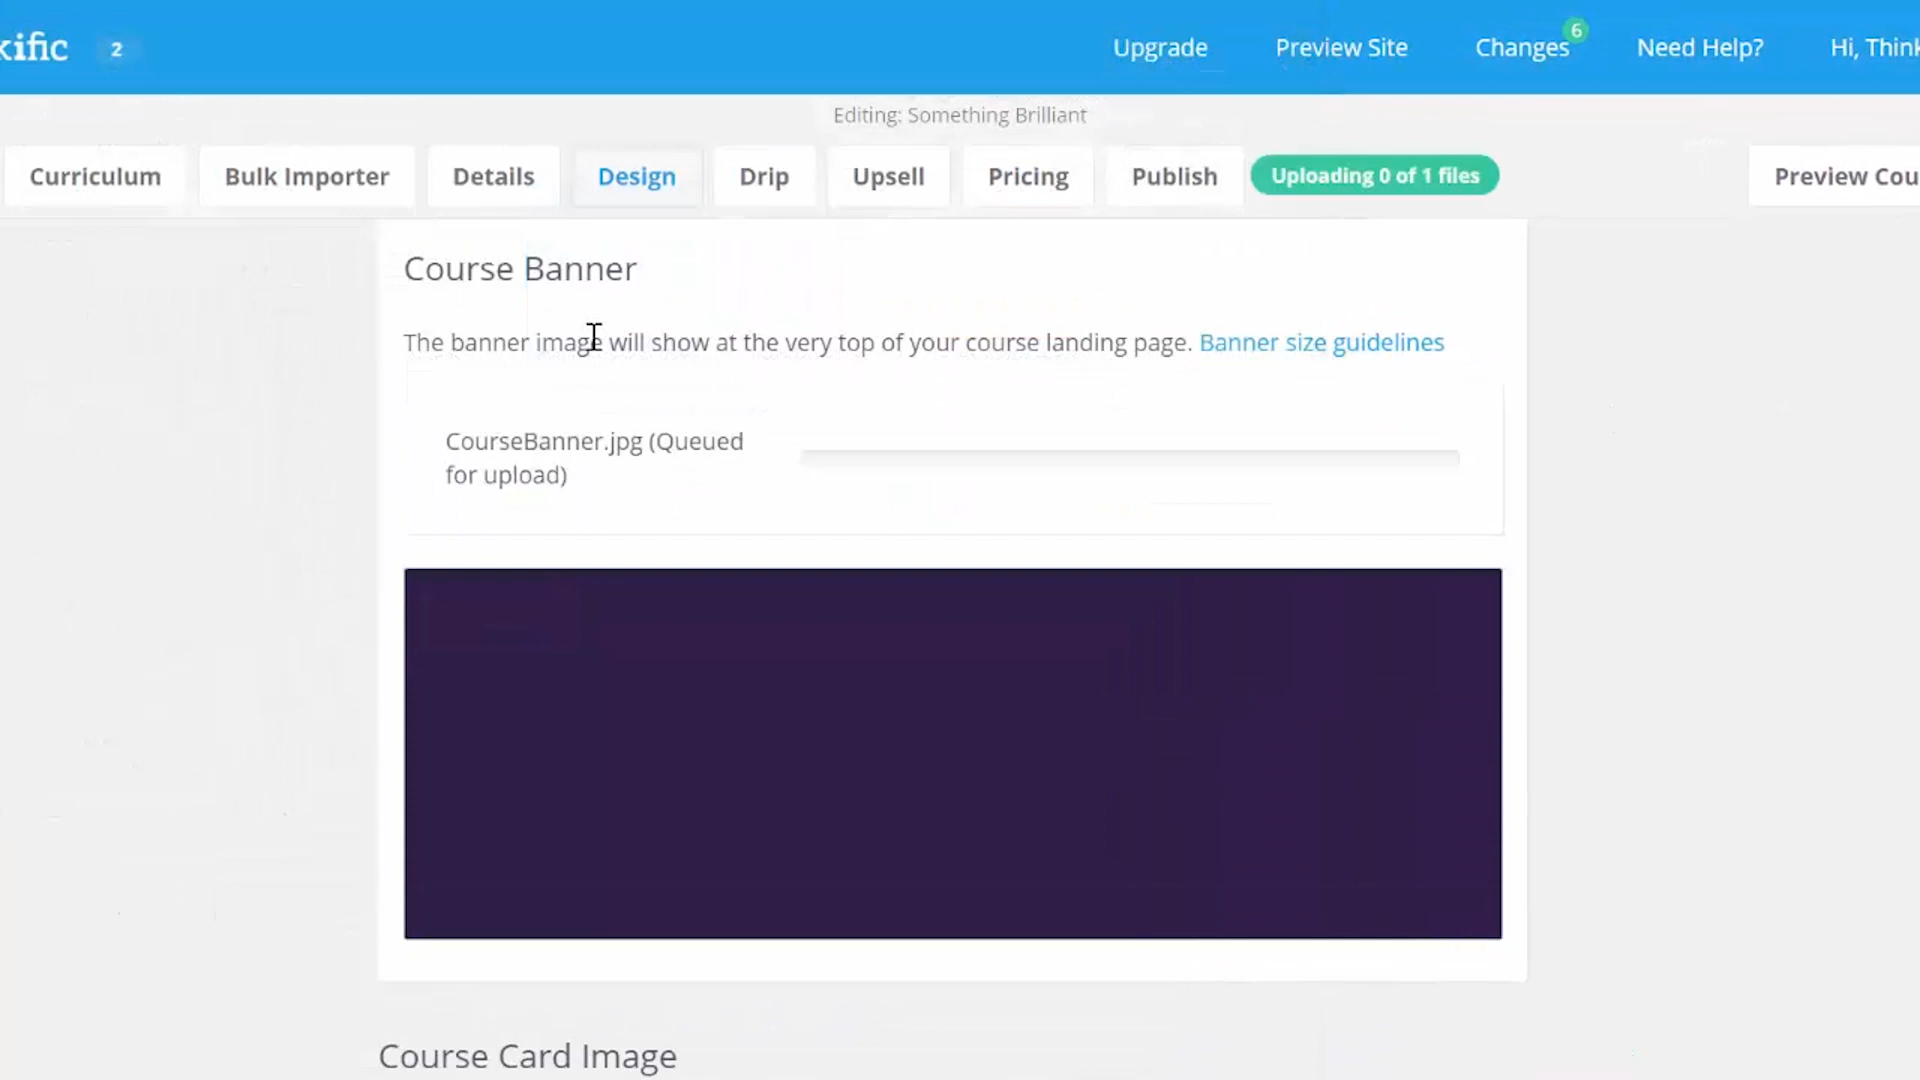 kific 2 Upgrade Preview Site Changes 6 Need Help? Hi, Think
Editing: Something Brilliant
Curriculum Bulk Importer Details Design Drip Upsell Pricing Publish Uploading 0 of 1 files Preview Cou
Course Banner
The banner image will show at the very top of your course landing page. Banner size guidelines
CourseBanner.jpg (Queued
for upload)
Course Card Image